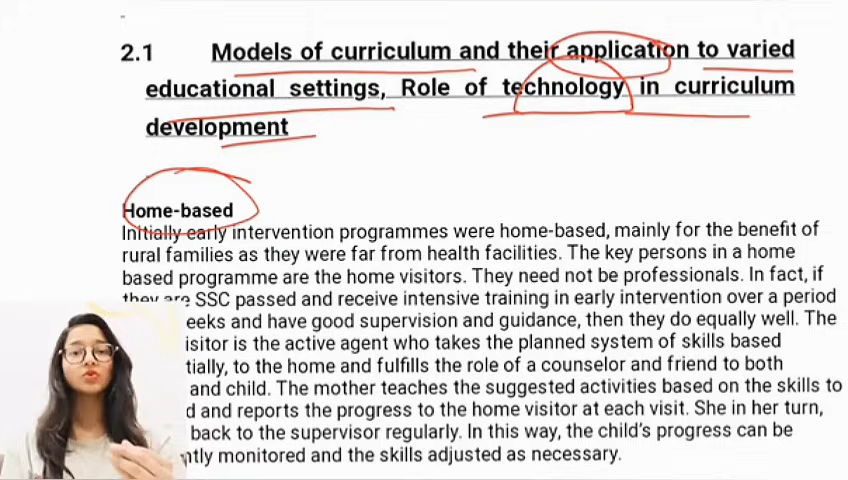 2.1 Models of curriculum and their application to varied
educational settings, Role of technology in curriculum
development
Home-based
Initially early intervention programmes were home-based, mainly for the benefit of
rural families as they were far from health facilities. The key persons in a home
based programme are the home visitors. They need not be professionals. In fact, if
they are SSC passed and receive intensive training in early intervention over a period
eeks and have good supervision and guidance, then they do equally well. The
isitor is the active agent who takes the planned system of skills based
tially, to the home and fulfills the role of a counselor and friend to both
and child. The mother teaches the suggested activities based on the skills to
d and reports the progress to the home visitor at each visit. She in her turn,
back to the supervisor regularly. In this way, the child's progress can be
ntly monitored and the skills adjusted as necessary.